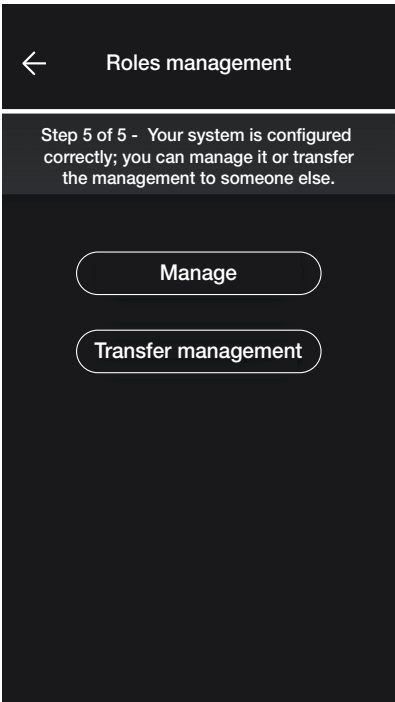 Roles management
Step 5 of 5 - Your system is configured
correctly; you can manage it or transfer
the management to someone else.
Manage
Transfer management